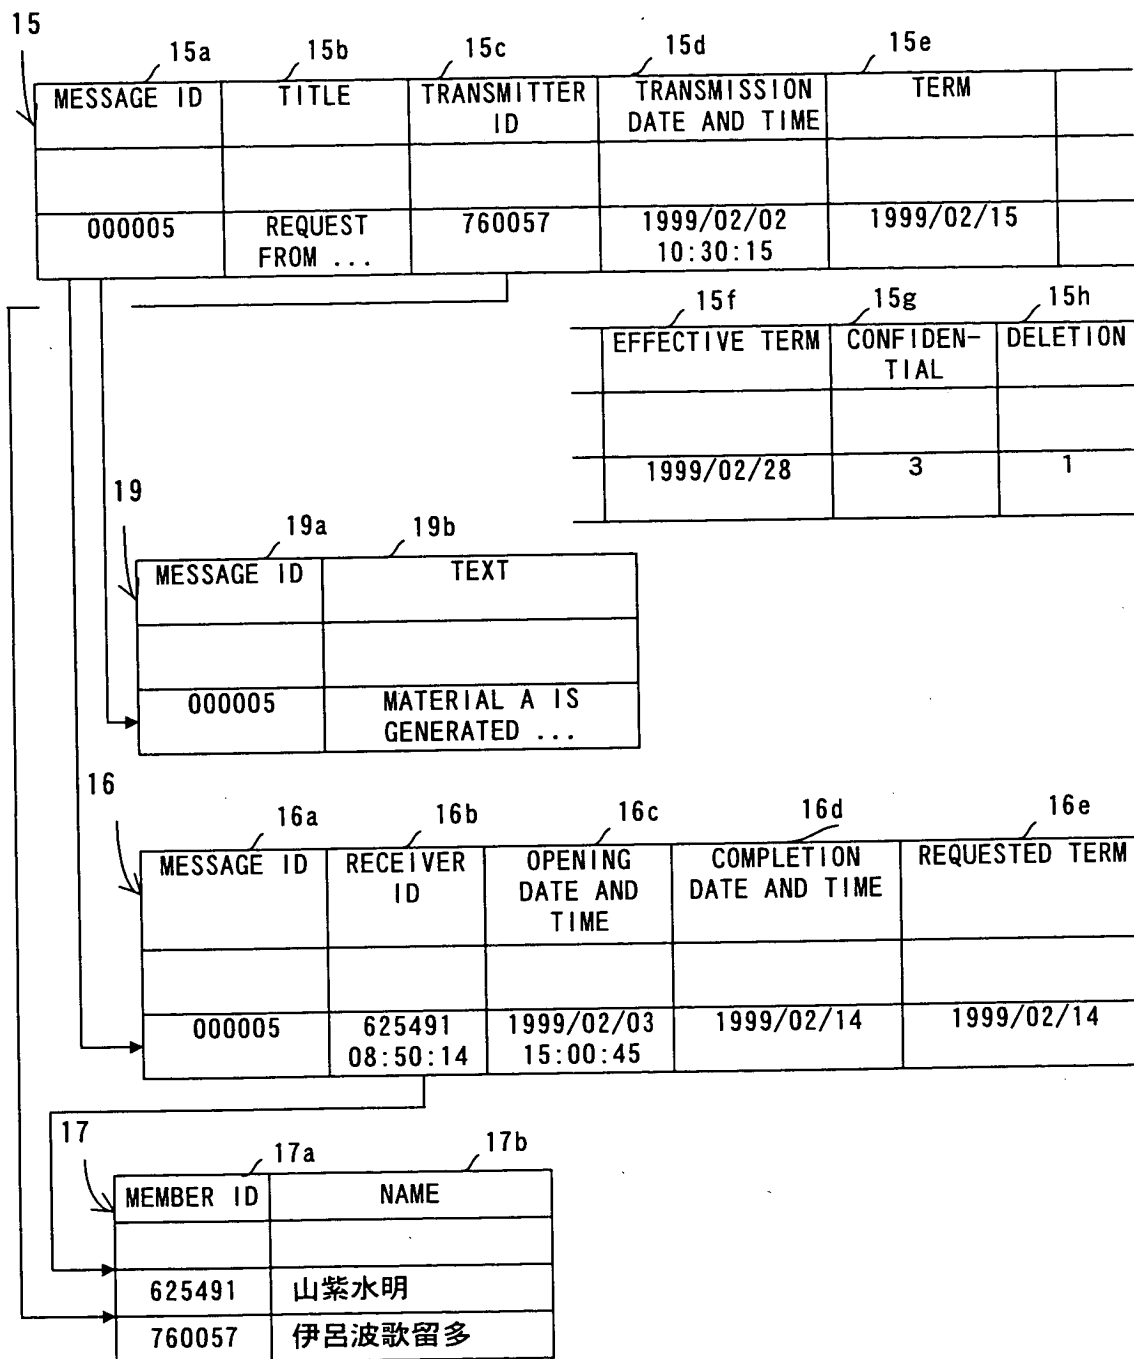 15
15a 15b 15c 15d 15e
MESSAGE ID TITLE TRANSMITTER TRANSMISSION TERM
ID DATE AND TIME
000005 REQUEST 760057 1999/02/02 1999/02/15
FROM ... 10:30:15
15f 15g 15h
EFFECTIVE TERM CONFIDEN- DELETION
TIAL
1999/02/28 3 1
19
19a 19b
MESSAGE ID TEXT
000005 MATERIAL A IS
GENERATED ...
16
16a 16b 16c 16d 16e
MESSAGE ID RECEIVER OPENING COMPLETION REQUESTED TERM
ID DATE AND DATE AND TIME
TIME
000005 625491 1999/02/03 1999/02/14 1999/02/14
08:50:14 15:00:45
17
17a 17b
MEMBER ID NAME
625491 山紫水明
760057 伊呂波歌留多